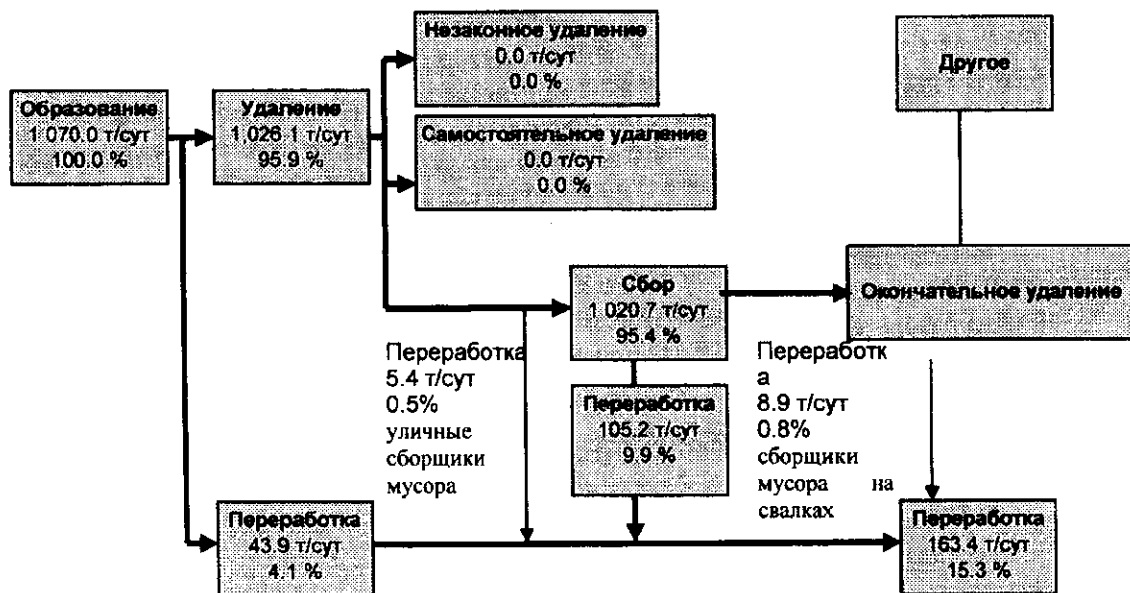 Незаконное удаление
0.0 т/сут
0.0 %
Другое
Образование
1 070.0 т/сут
100.0 %
Удаление
1,026.1 т/сут
95.9 %
Самостоятельное удаление
0.0 т/сут
0.0 %
Сбор
1 020.7 т/сут
95.4 %
Окончательное удаление
Переработка
5.4 т/сут
0.5%
уличные
сборщики
мусора
Переработка
105.2 т/сут
9.9 %
Переработк
а
8.9 т/сут
0.8%
сборщики
мусора на
свалках
Переработка
43.9 т/сут
4.1 %
Переработка
163.4 т/сут
15.3 %